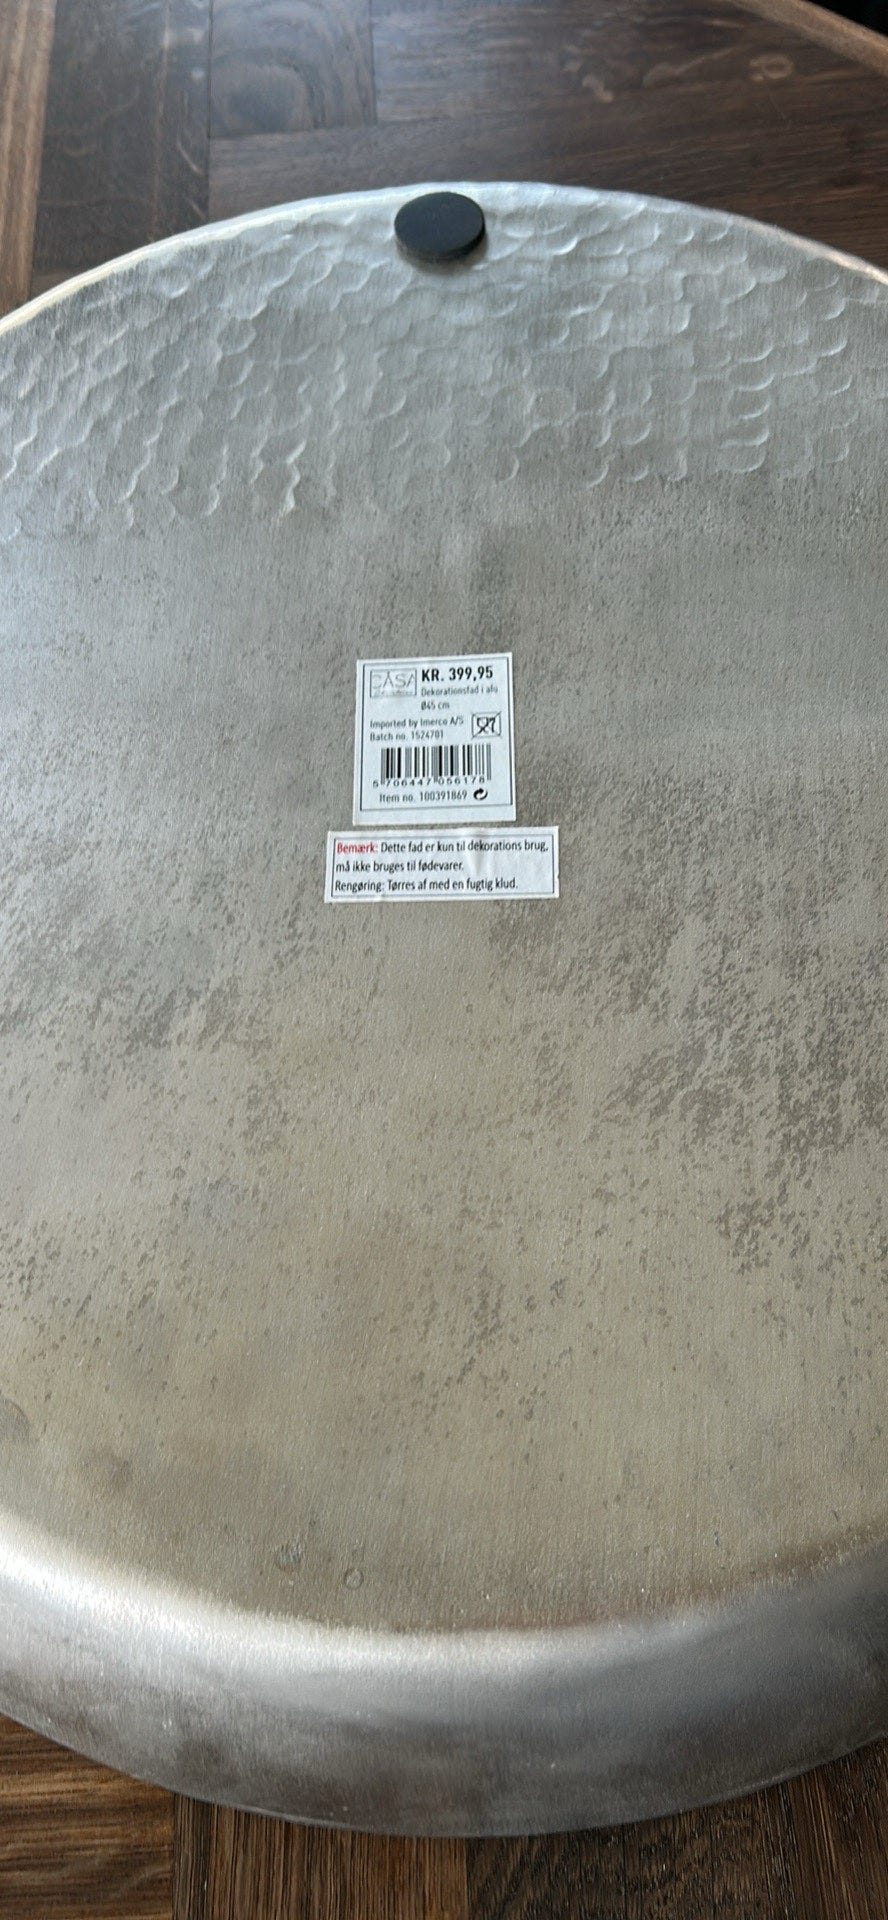 CASA
KR. 399,95
Dekorationsfad i alu
Ø45 cm
Imported by Imerco A/S
Batch no. 1524701
5 706447 056178
Item no. 100391869
Bemærk: Dette fad er kun til dekorations brug,
må ikke bruges til fødevarer.
Rengøring: Tørres af med en fugtig klud.